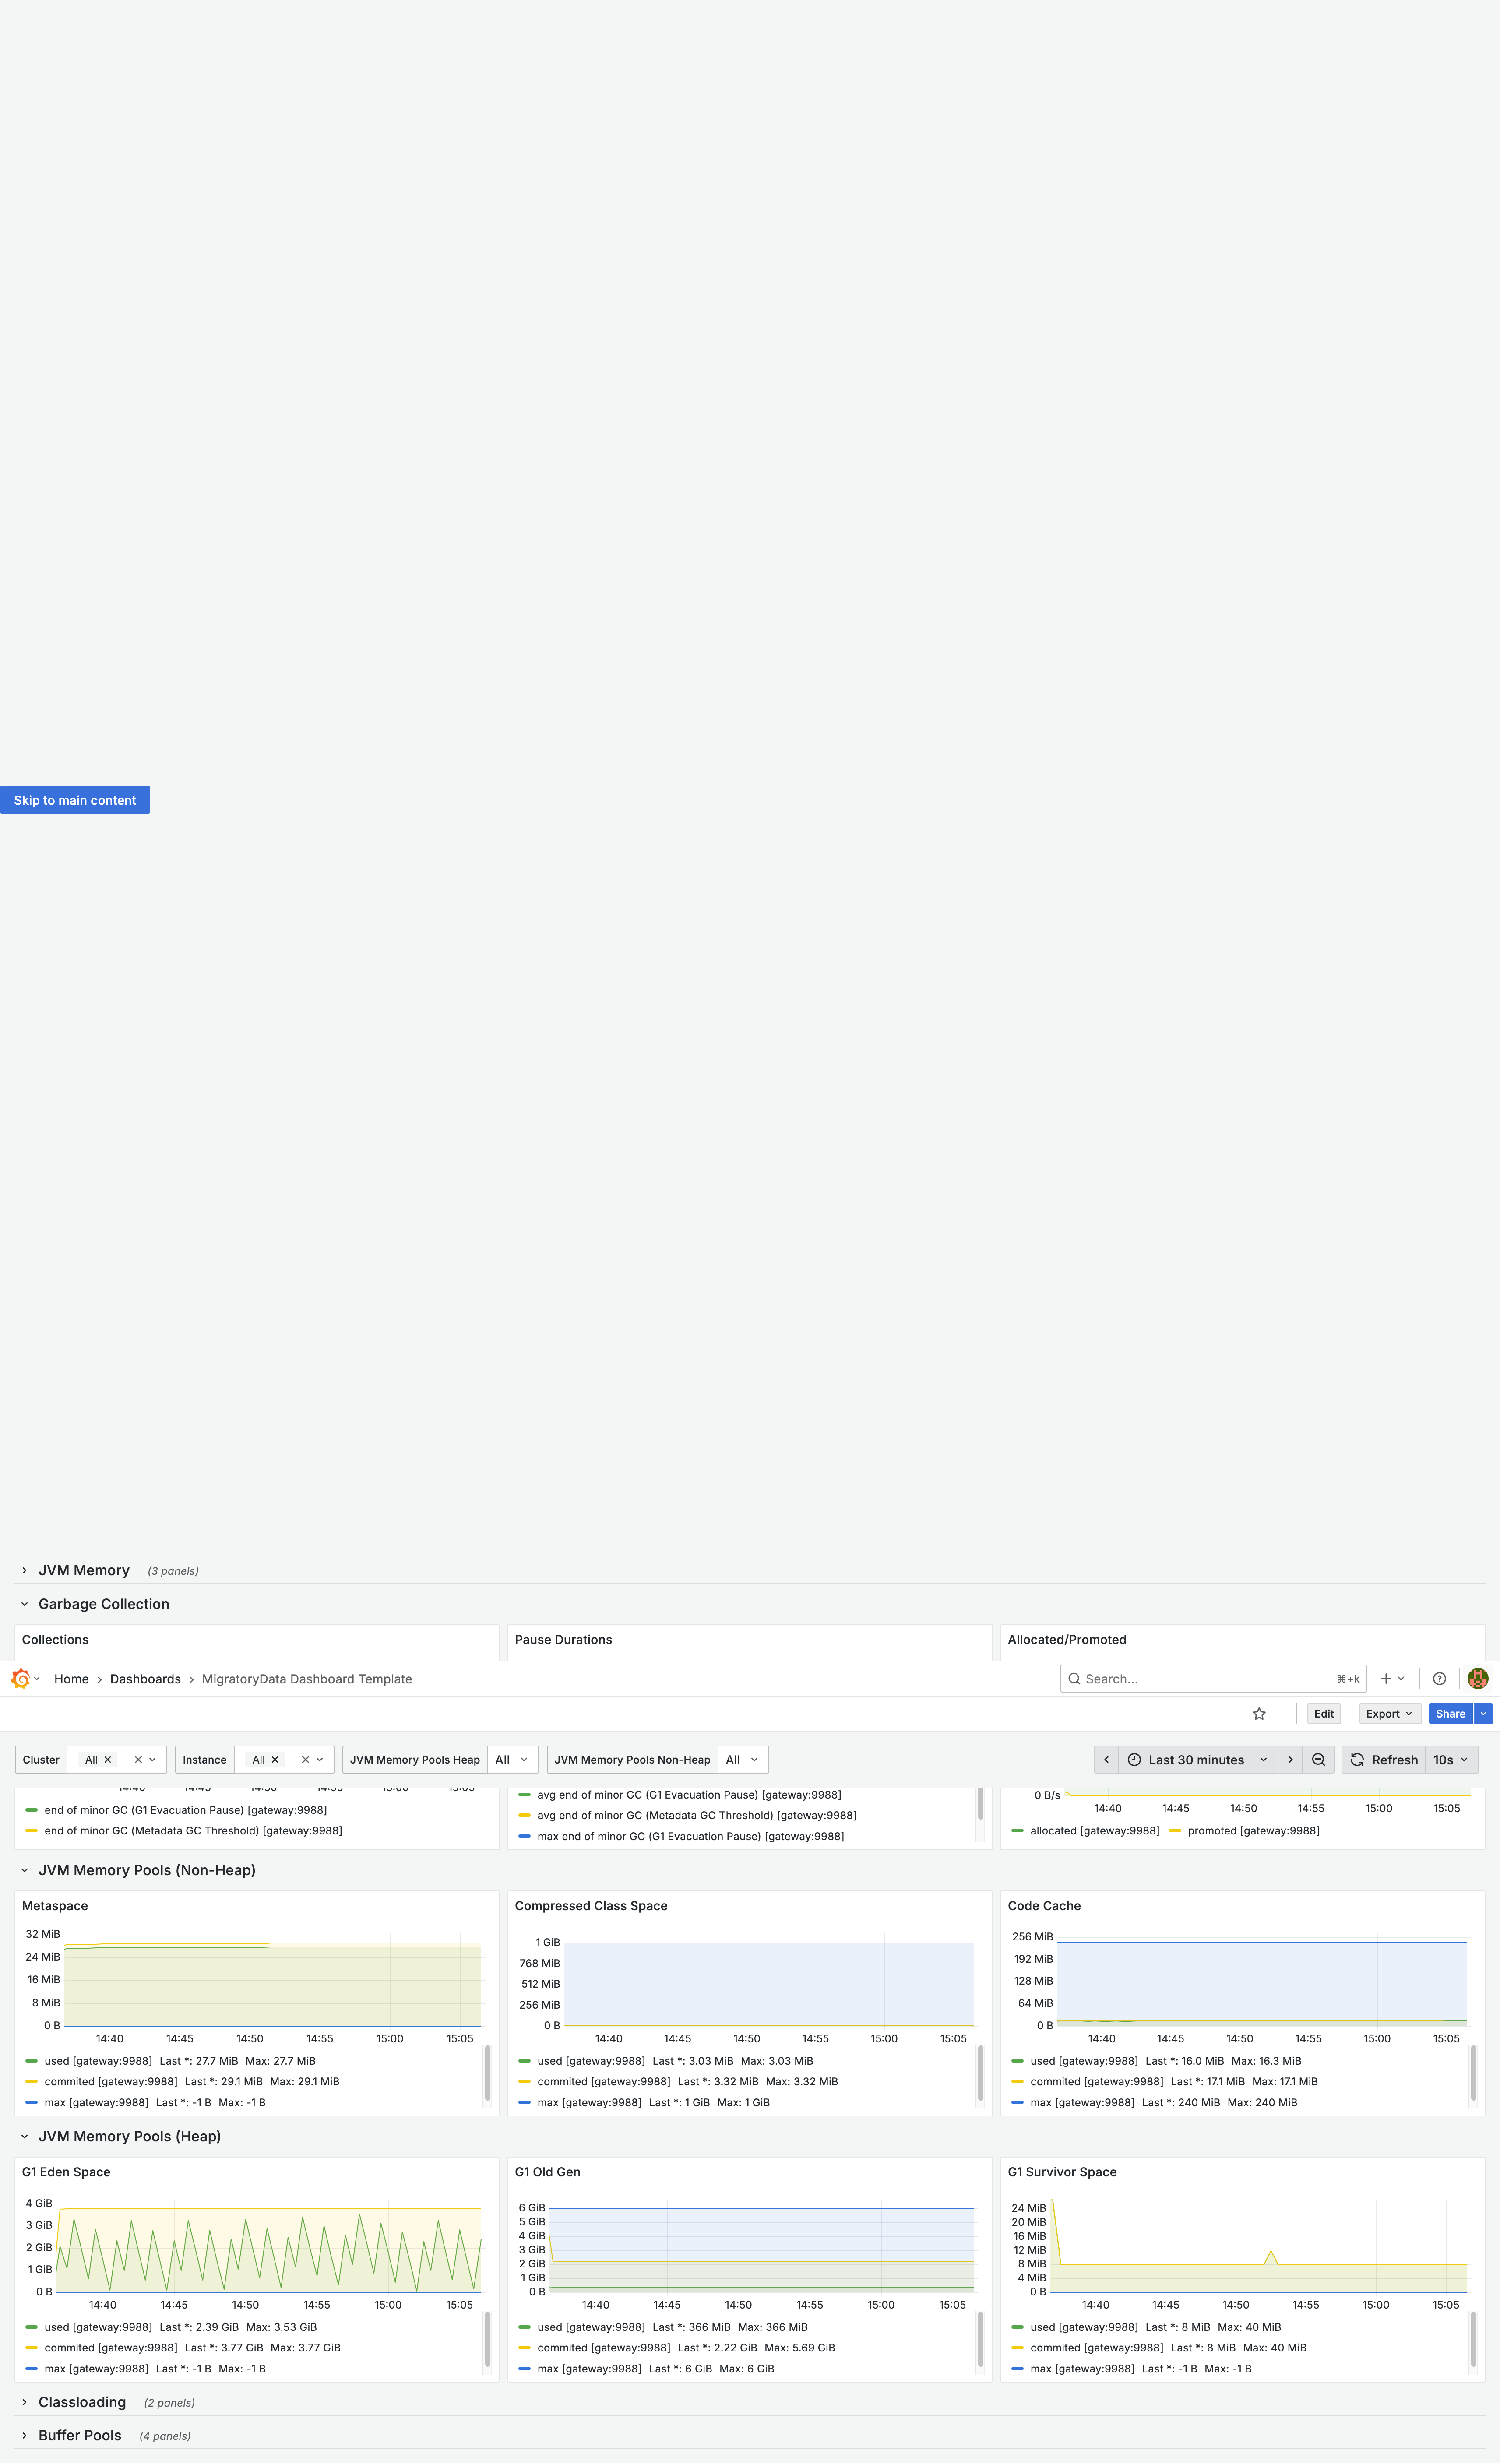 Skip to main content
JVM Memory (3 panels)
Garbage Collection
Collections
Pause Durations
Allocated/Promoted
Home › Dashboards › MigratoryData Dashboard Template
Search... ⌘+k
Edit Export Share
Cluster All × Instance All × JVM Memory Pools Heap All JVM Memory Pools Non-Heap All
Last 30 minutes Refresh 10s
14:40 14:45 14:50 14:55 15:00 15:05
end of minor GC (G1 Evacuation Pause) [gateway:9988]
end of minor GC (Metadata GC Threshold) [gateway:9988]
avg end of minor GC (G1 Evacuation Pause) [gateway:9988]
avg end of minor GC (Metadata GC Threshold) [gateway:9988]
max end of minor GC (G1 Evacuation Pause) [gateway:9988]
0 B/s
14:40 14:45 14:50 14:55 15:00 15:05
allocated [gateway:9988] promoted [gateway:9988]
JVM Memory Pools (Non-Heap)
Metaspace
32 MiB
24 MiB
16 MiB
8 MiB
0 B
14:40 14:45 14:50 14:55 15:00 15:05
used [gateway:9988] Last *: 27.7 MiB Max: 27.7 MiB
commited [gateway:9988] Last *: 29.1 MiB Max: 29.1 MiB
max [gateway:9988] Last *: -1 B Max: -1 B
Compressed Class Space
1 GiB
768 MiB
512 MiB
256 MiB
0 B
14:40 14:45 14:50 14:55 15:00 15:05
used [gateway:9988] Last *: 3.03 MiB Max: 3.03 MiB
commited [gateway:9988] Last *: 3.32 MiB Max: 3.32 MiB
max [gateway:9988] Last *: 1 GiB Max: 1 GiB
Code Cache
256 MiB
192 MiB
128 MiB
64 MiB
0 B
14:40 14:45 14:50 14:55 15:00 15:05
used [gateway:9988] Last *: 16.0 MiB Max: 16.3 MiB
commited [gateway:9988] Last *: 17.1 MiB Max: 17.1 MiB
max [gateway:9988] Last *: 240 MiB Max: 240 MiB
JVM Memory Pools (Heap)
G1 Eden Space
4 GiB
3 GiB
2 GiB
1 GiB
0 B
14:40 14:45 14:50 14:55 15:00 15:05
used [gateway:9988] Last *: 2.39 GiB Max: 3.53 GiB
commited [gateway:9988] Last *: 3.77 GiB Max: 3.77 GiB
max [gateway:9988] Last *: -1 B Max: -1 B
G1 Old Gen
6 GiB
5 GiB
4 GiB
3 GiB
2 GiB
1 GiB
0 B
14:40 14:45 14:50 14:55 15:00 15:05
used [gateway:9988] Last *: 366 MiB Max: 366 MiB
commited [gateway:9988] Last *: 2.22 GiB Max: 5.69 GiB
max [gateway:9988] Last *: 6 GiB Max: 6 GiB
G1 Survivor Space
24 MiB
20 MiB
16 MiB
12 MiB
8 MiB
4 MiB
0 B
14:40 14:45 14:50 14:55 15:00 15:05
used [gateway:9988] Last *: 8 MiB Max: 40 MiB
commited [gateway:9988] Last *: 8 MiB Max: 40 MiB
max [gateway:9988] Last *: -1 B Max: -1 B
Classloading (2 panels)
Buffer Pools (4 panels)